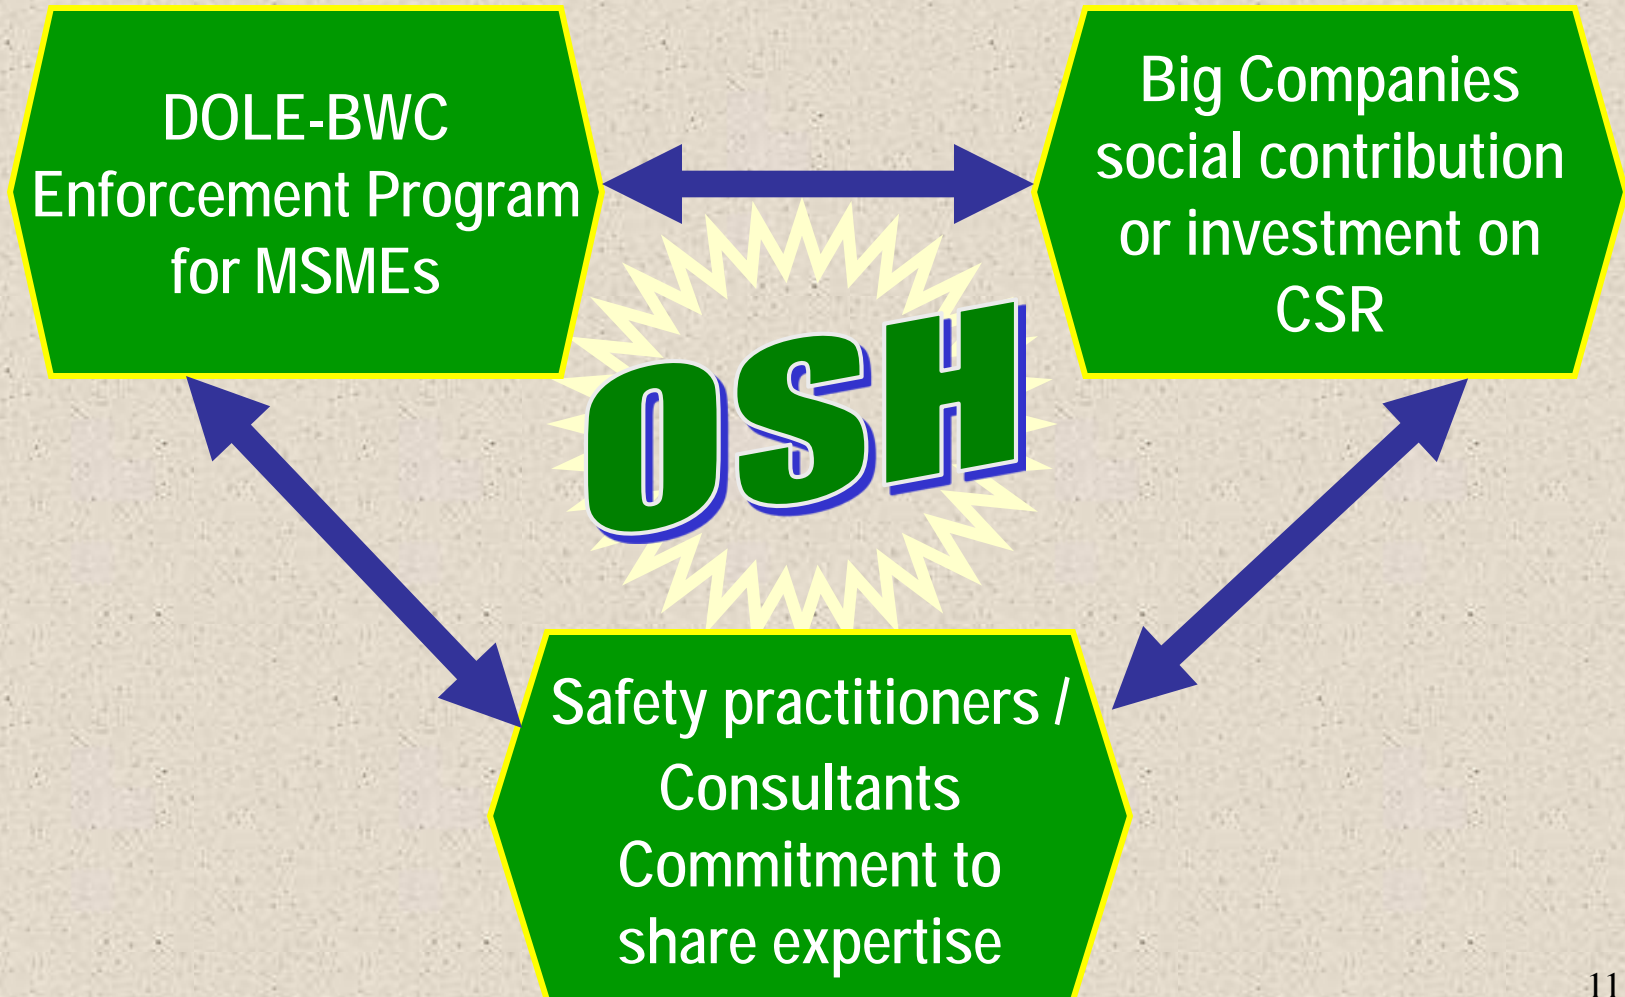 DOLE-BWC
Enforcement Program
for MSMEs
Big Companies
social contribution
or investment on
CSR
OSH
Safety practitioners /
Consultants
Commitment to
share expertise
11